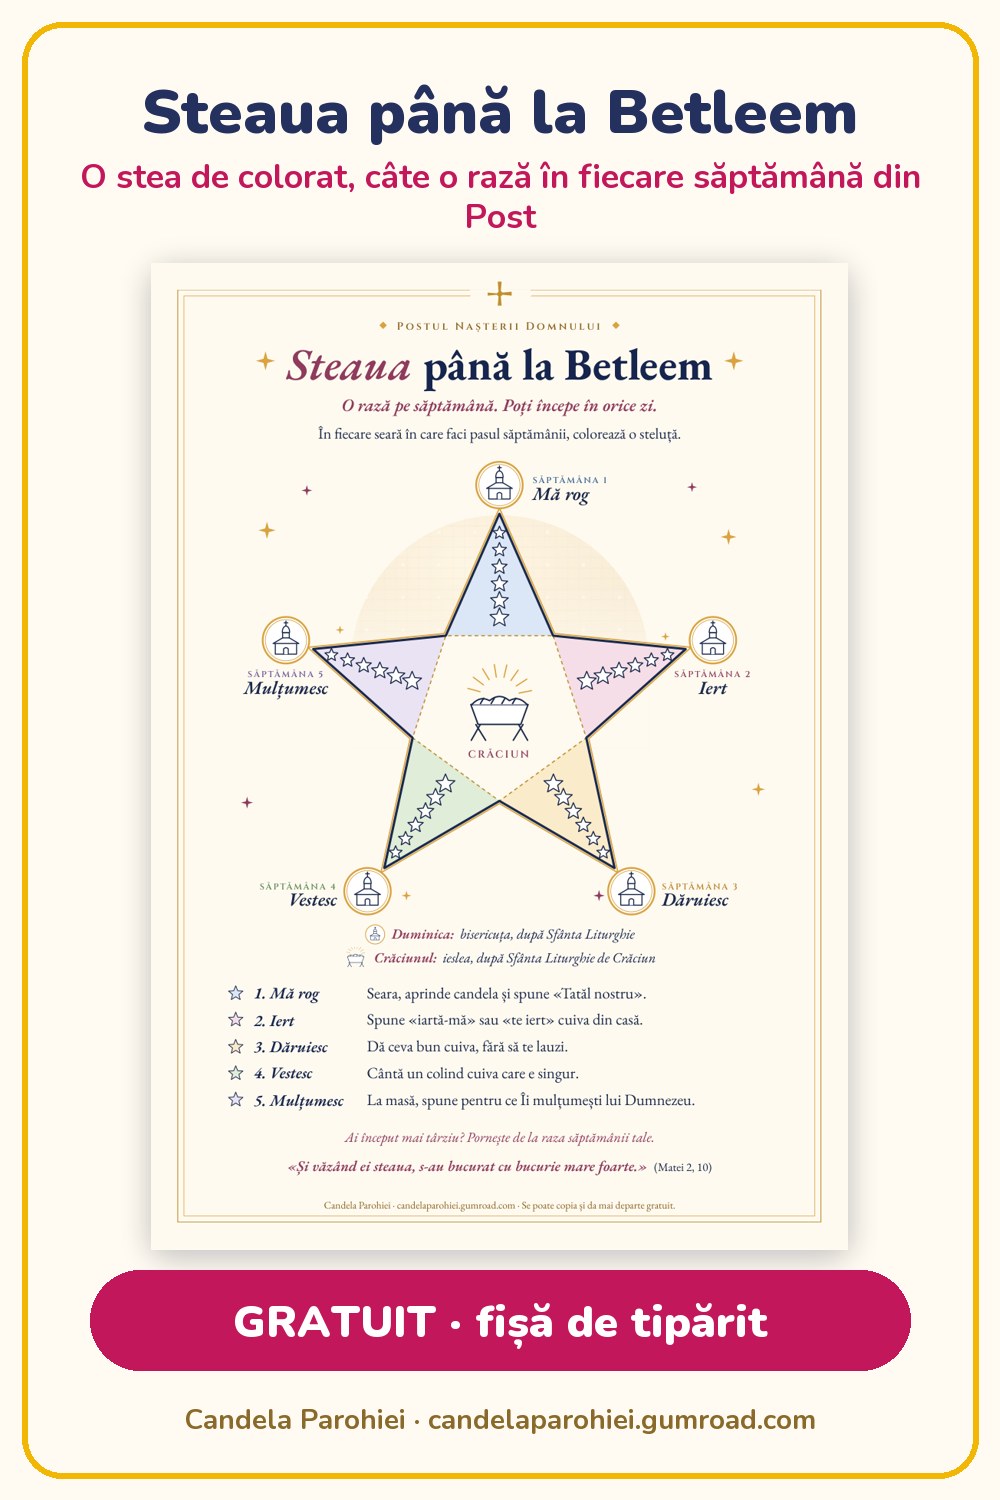 Steaua până la Betleem
O stea de colorat, câte o rază în fiecare săptămână din
Post
POSTUL NAȘTERII DOMNULUI
Steaua până la Betleem
O rază pe săptămână. Poți începe în orice zi.
În fiecare seară în care faci pasul săptămânii, colorează o steluță.
SĂPTĂMÂNA 1
Mă rog
SĂPTĂMÂNA 5
Mulțumesc
SĂPTĂMÂNA 2
Iert
CRĂCIUN
SĂPTĂMÂNA 4
Vestesc
SĂPTĂMÂNA 3
Dăruiesc
Duminica: bisericuța, după Sfânta Liturghie
Crăciunul: ieslea, după Sfânta Liturghie de Crăciun
1. Mă rog Seara, aprinde candela și spune «Tatăl nostru».
2. Iert Spune «iartă-mă» sau «te iert» cuiva din casă.
3. Dăruiesc Dă ceva bun cuiva, fără să te lauzi.
4. Vestesc Cântă un colind cuiva care e singur.
5. Mulțumesc La masă, spune pentru ce Îi mulțumești lui Dumnezeu.
Ai început mai târziu? Pornește de la raza săptămânii tale.
«Și văzând ei steaua, s-au bucurat cu bucurie mare foarte.» (Matei 2, 10)
Candela Parohiei · candelaparohiei.gumroad.com · Se poate copia și da mai departe gratuit.
GRATUIT · fișă de tipărit
Candela Parohiei · candelaparohiei.gumroad.com